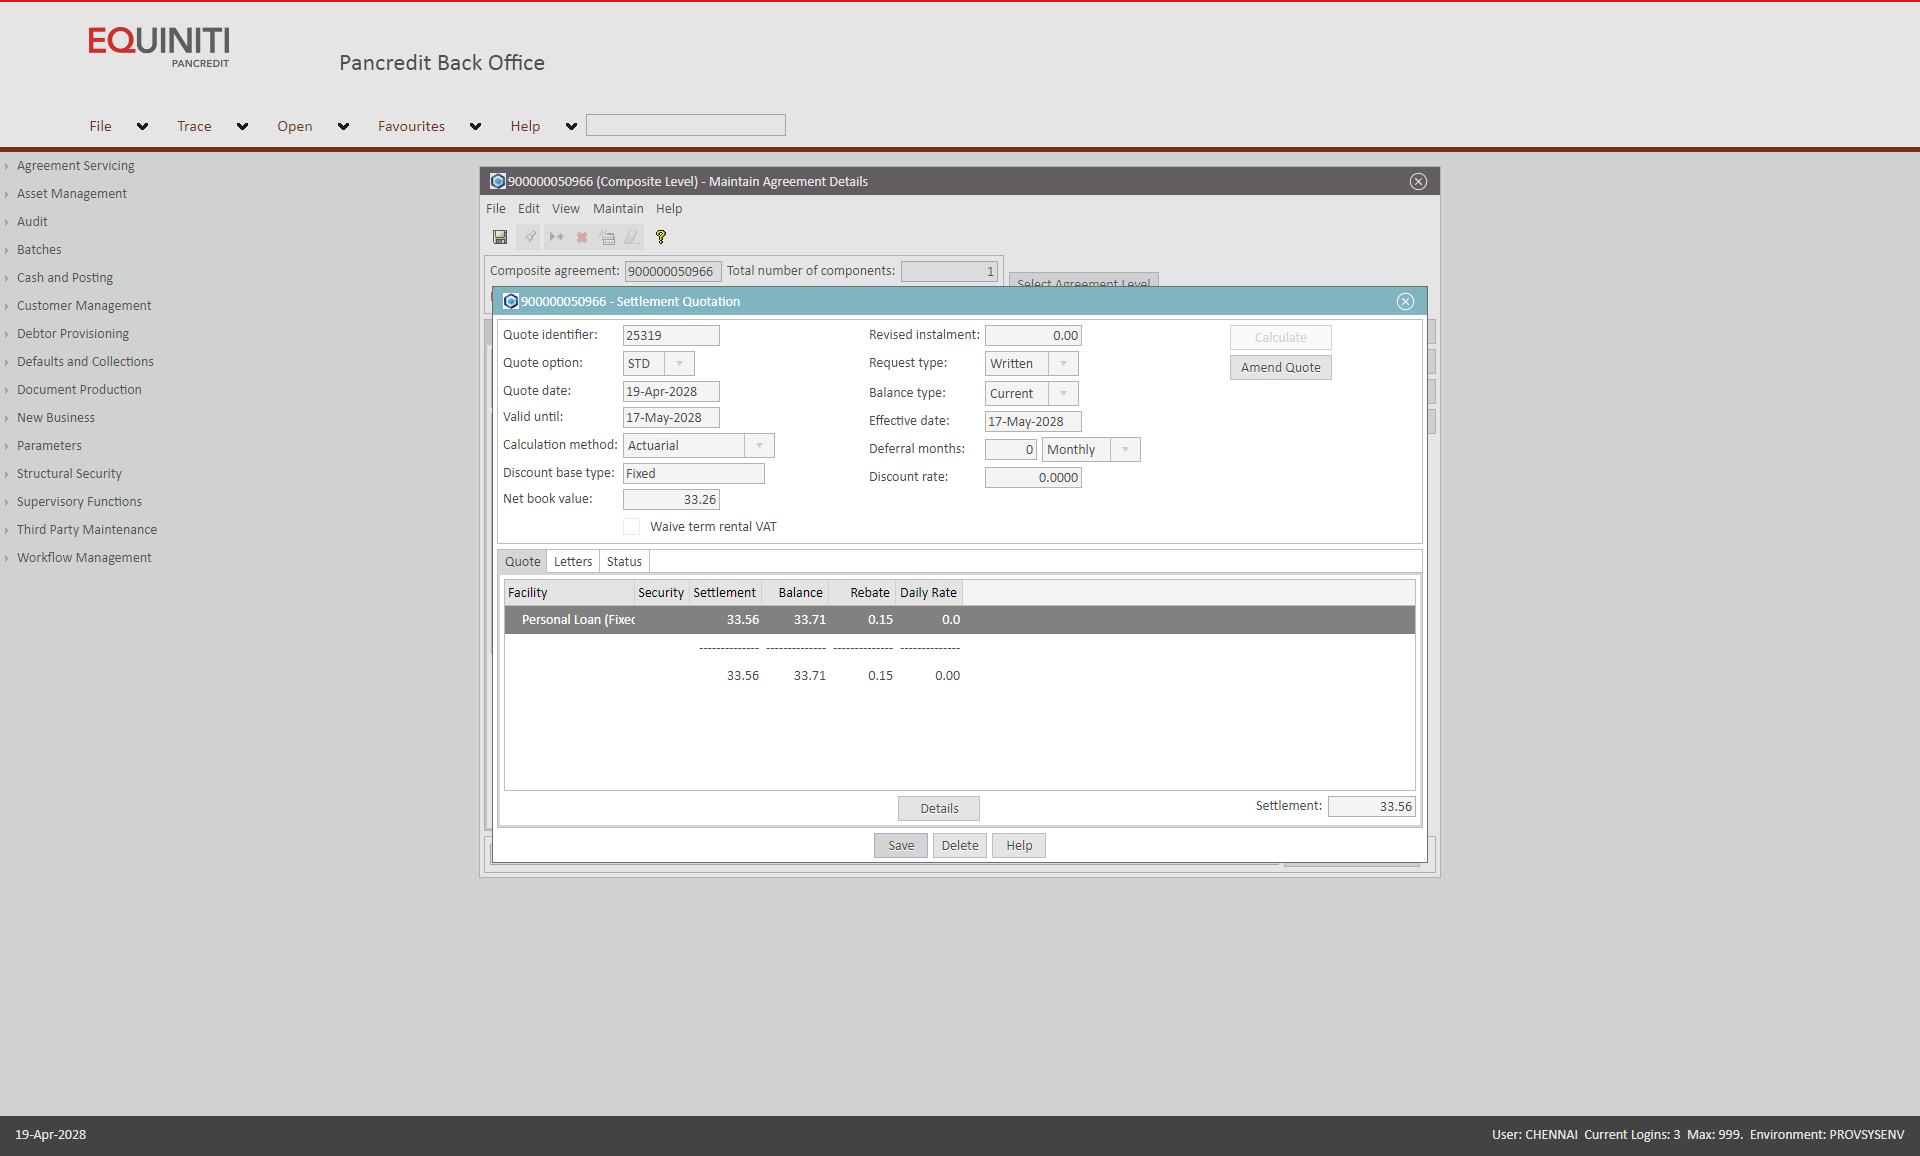 EQUINITI
PANCREDIT
Pancredit Back Office
File Trace Open Favourites Help
Agreement Servicing
Asset Management
Audit
Batches
Cash and Posting
Customer Management
Debtor Provisioning
Defaults and Collections
Document Production
New Business
Parameters
Structural Security
Supervisory Functions
Third Party Maintenance
Workflow Management
900000050966 (Composite Level) - Maintain Agreement Details
File Edit View Maintain Help
Composite agreement: 900000050966 Total number of components: 1
Select Agreement Level
900000050966 - Settlement Quotation
Quote identifier: 25319 Revised instalment: 0.00 Calculate
Quote option: STD Request type: Written Amend Quote
Quote date: 19-Apr-2028 Balance type: Current
Valid until: 17-May-2028 Effective date: 17-May-2028
Calculation method: Actuarial Deferral months: 0 Monthly
Discount base type: Fixed Discount rate: 0.0000
Net book value: 33.26
Waive term rental VAT
Quote Letters Status
Facility Security Settlement Balance Rebate Daily Rate
Personal Loan (Fixed 33.56 33.71 0.15 0.0
-------------- -------------- -------------- --------------
33.56 33.71 0.15 0.00
Details Settlement: 33.56
Save Delete Help
19-Apr-2028 User: CHENNAI Current Logins: 3 Max: 999. Environment: PROVSYSENV